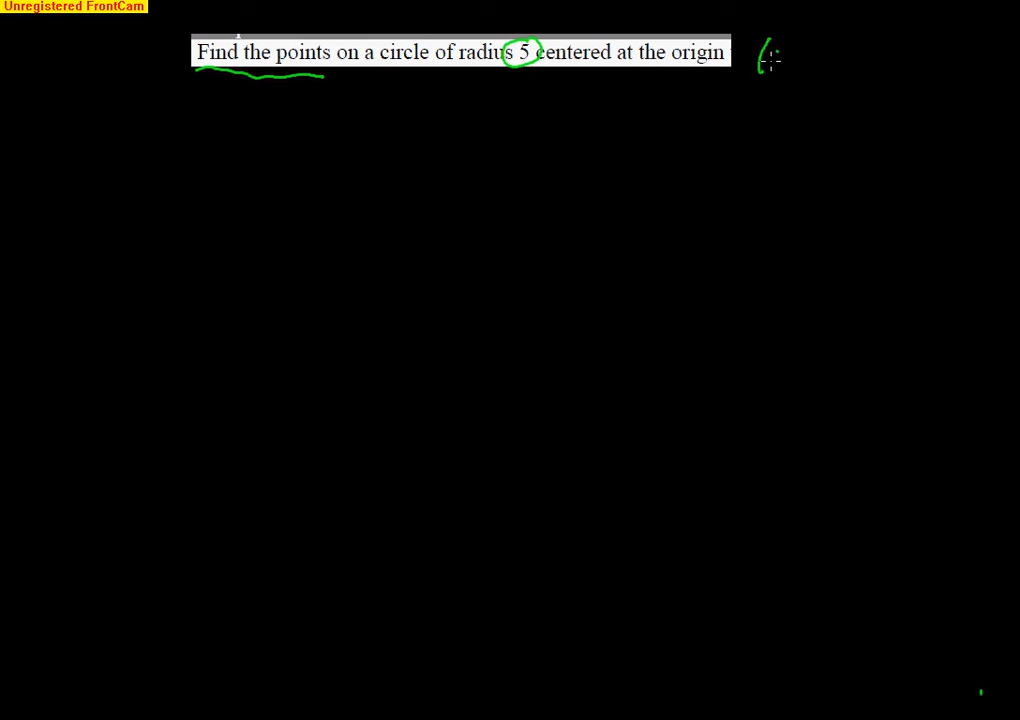 Unregistered FrontCam
Find the points on a circle of radius 5 centered at the origin
(